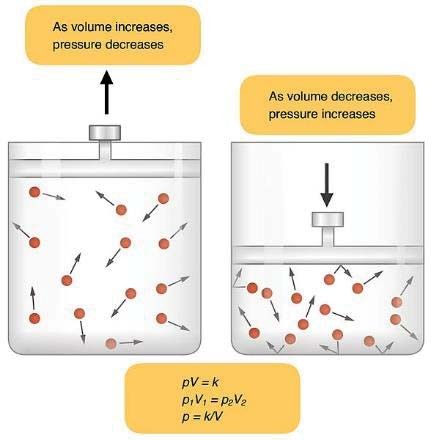 As volume increases,
pressure decreases
As volume decreases,
pressure increases
pV = k
p₁V₁ = p₂V₂
p = k/V